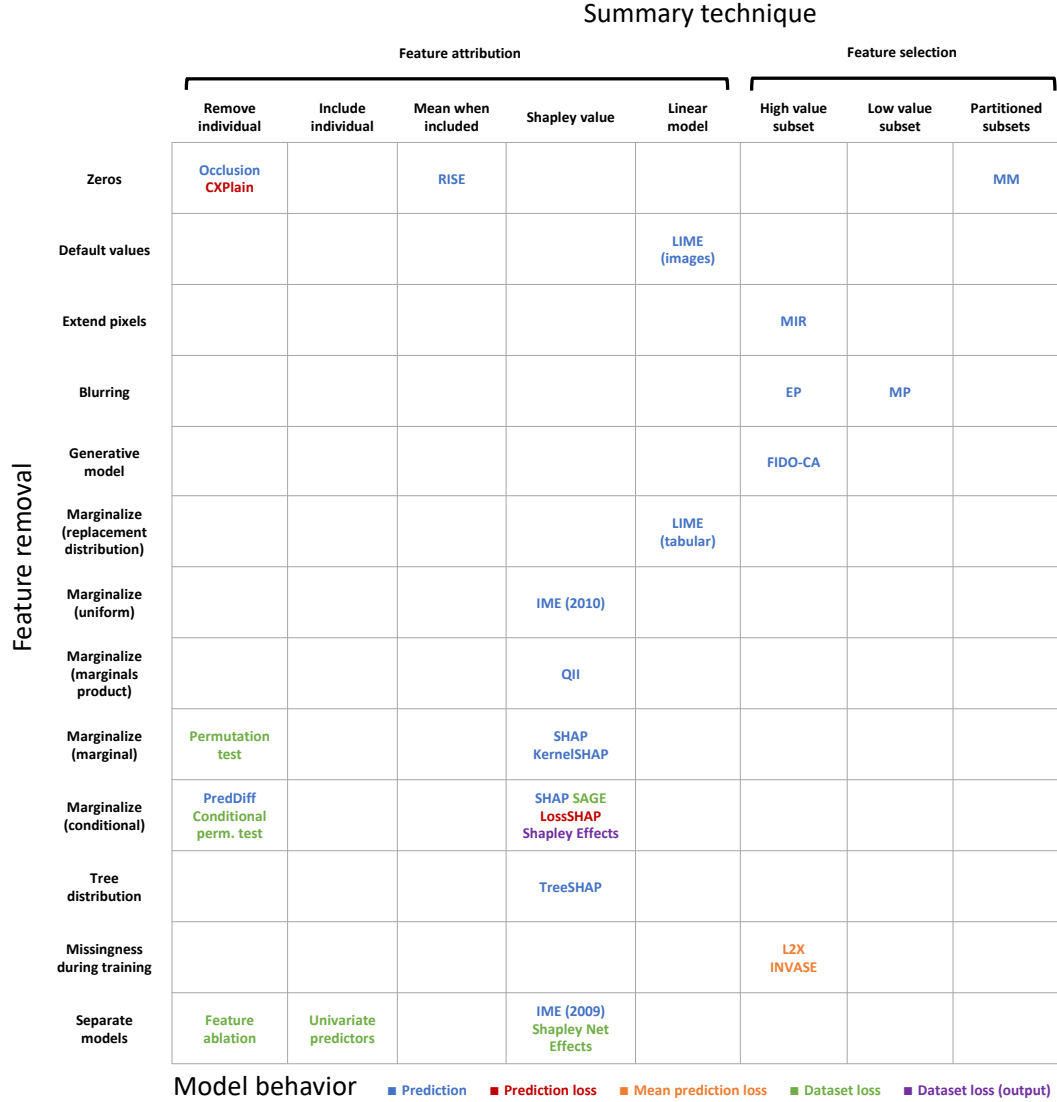 Summary technique
Feature attribution
Feature selection
Remove
individual
Include
individual
Mean when
included
Shapley value
Linear
model
High value
subset
Low value
subset
Partitioned
subsets
Feature removal
Zeros
Occlusion
CXPlain
RISE
MM
Default values
LIME
(images)
Extend pixels
MIR
Blurring
EP
MP
Generative
model
FIDO-CA
Marginalize
(replacement
distribution)
LIME
(tabular)
Marginalize
(uniform)
IME (2010)
Marginalize
(marginals
product)
QII
Marginalize
(marginal)
Permutation
test
SHAP
KernelSHAP
Marginalize
(conditional)
PredDiff
Conditional
perm. test
SHAP SAGE
LossSHAP
Shapley Effects
Tree
distribution
TreeSHAP
Missingness
during training
L2X
INVASE
Separate
models
Feature
ablation
Univariate
predictors
IME (2009)
Shapley Net
Effects
Model behavior
Prediction
Prediction loss
Mean prediction loss
Dataset loss
Dataset loss (output)